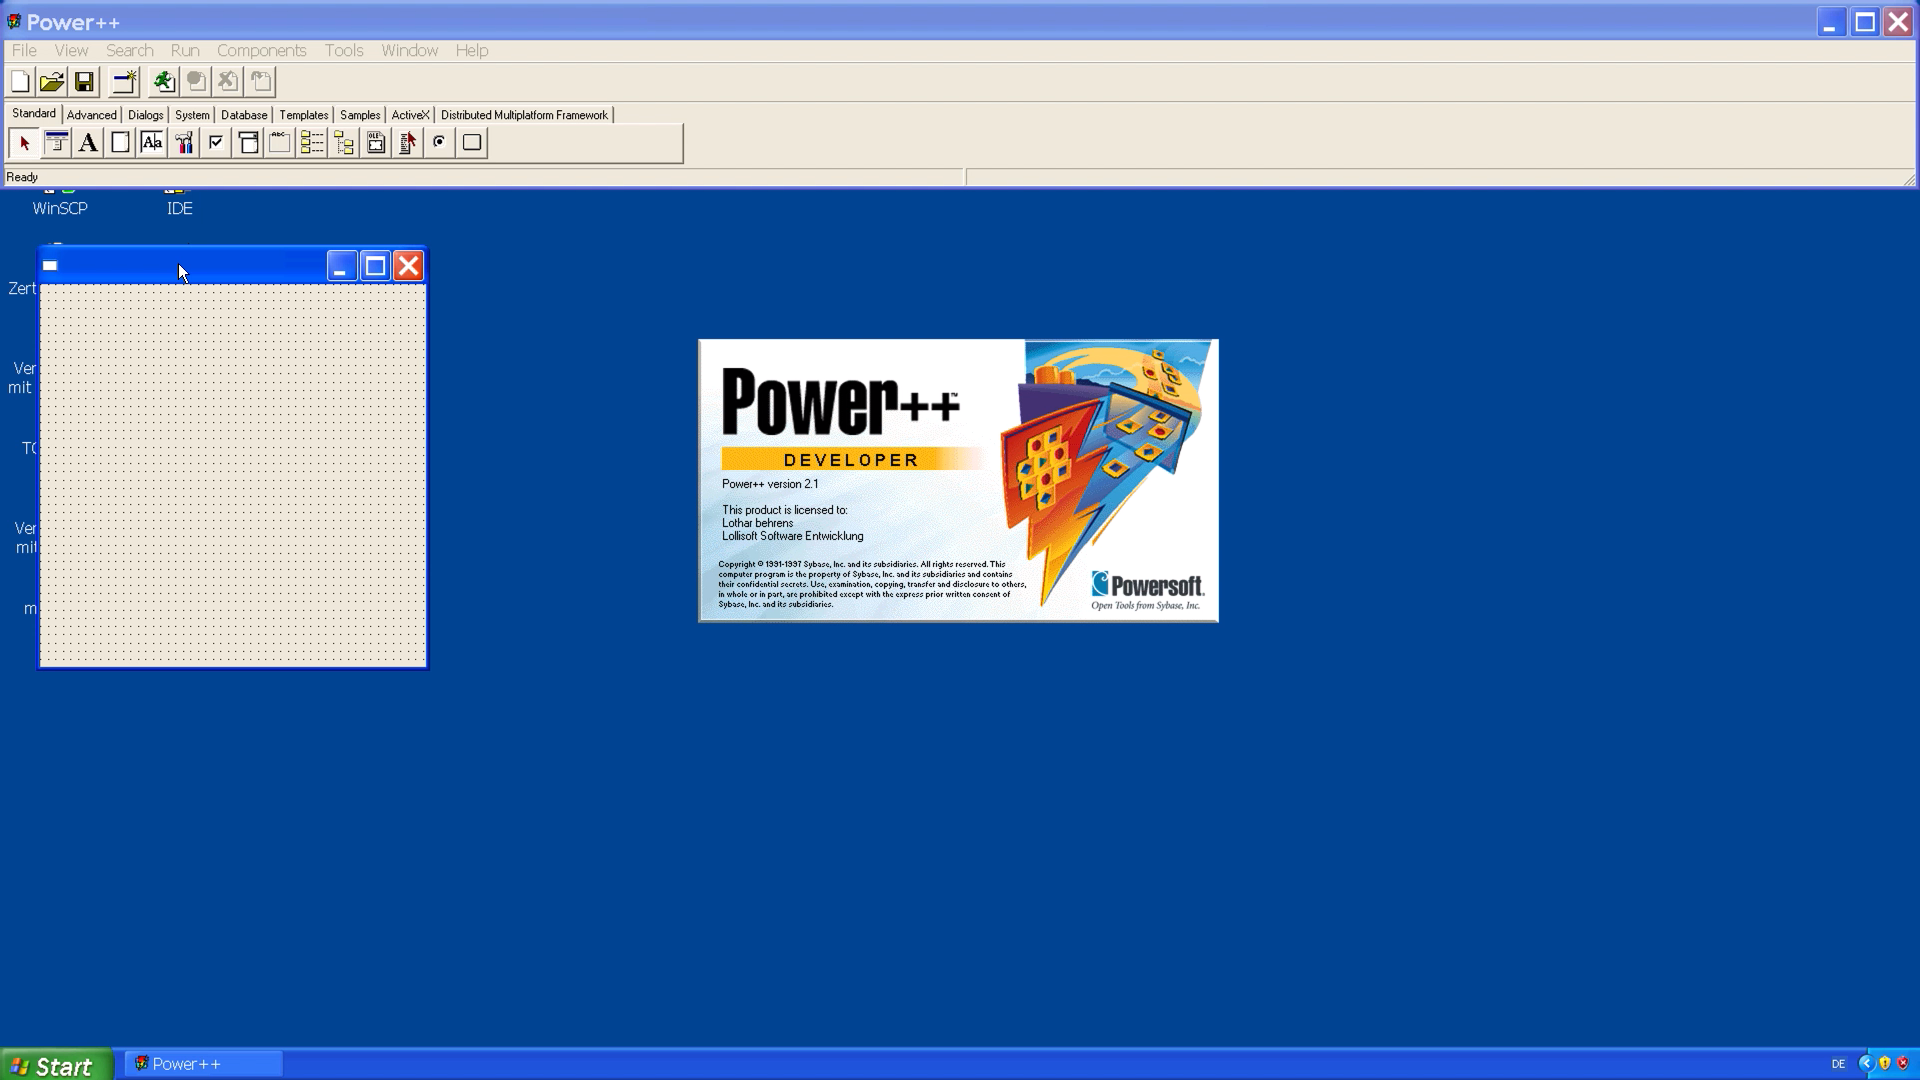 Power++
File View Search Run Components Tools Window Help
Standard Advanced Dialogs System Database Templates Samples ActiveX Distributed Multiplatform Framework
A Aa abc OLE
Ready
WinSCP IDE
Zert
Ver
mit
Ver
mit
m
Power++™
DEVELOPER
Power++ version 2.1
This product is licensed to:
Lothar behrens
Lollisoft Software Entwicklung
Copyright © 1991-1997 Sybase, Inc. and its subsidiaries. All rights reserved. This
computer program is the property of Sybase, Inc. and its subsidiaries and contains
their confidential secrets. Use, examination, copying, transfer and disclosure to others,
in whole or in part, are prohibited except with the express prior written consent of
Sybase, Inc. and its subsidiaries.
Powersoft.
Open Tools from Sybase, Inc.
Start Power++ DE